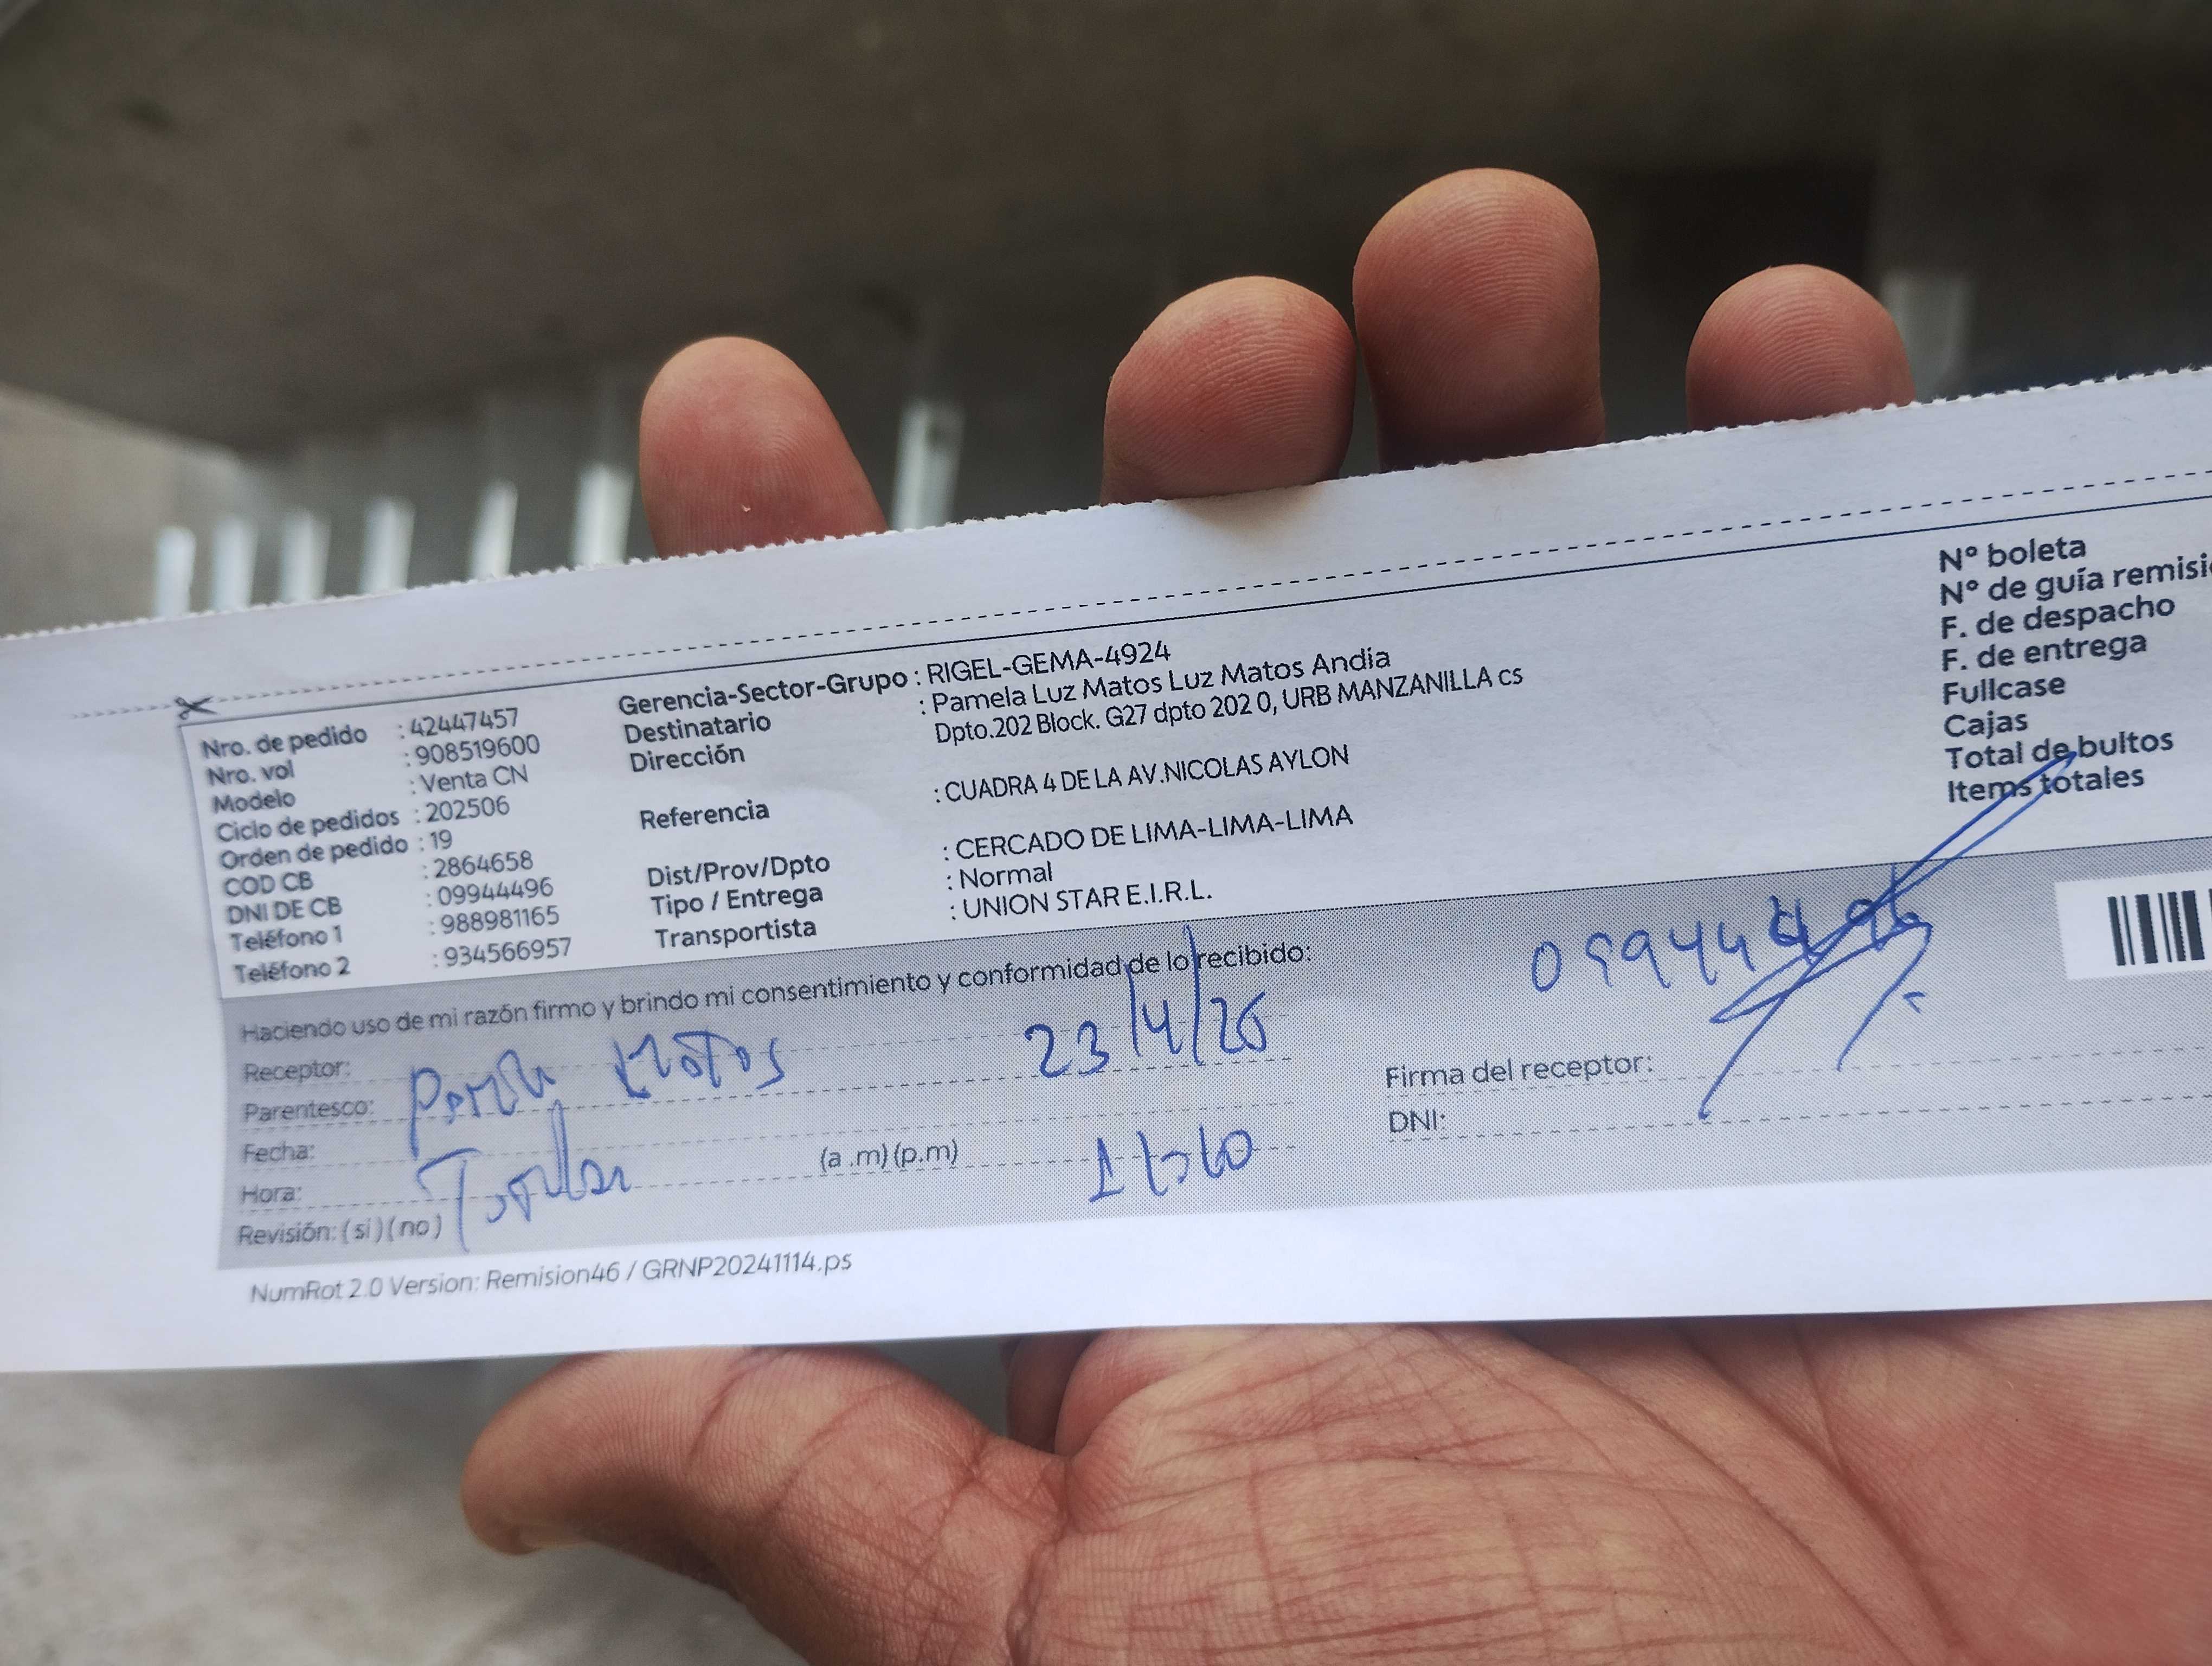 Nro. de pedido : 42447457
Nro. vol : 908519600
Modelo : Venta CN
Ciclo de pedidos : 202506
Orden de pedido : 19
COD CB : 2864658
DNI DE CB : 09944496
Teléfono 1 : 988981165
Teléfono 2 : 934566957
Gerencia-Sector-Grupo : RIGEL-GEMA-4924
Destinatario : Pamela Luz Matos Luz Matos Andia
Dirección Dpto.202 Block. G27 dpto 202 0, URB MANZANILLA cs
Referencia : CUADRA 4 DE LA AV.NICOLAS AYLON
Dist/Prov/Dpto : CERCADO DE LIMA-LIMA-LIMA
Tipo / Entrega : Normal
Transportista : UNION STAR E.I.R.L.
N° boleta
N° de guía
F. de despacho
F. de entrega
Fullcase
Cajas
Total de bultos
Items totales
Haciendo uso de mi razón firmo y brindo mi consentimiento y conformidad de lo recibido:
Receptor: Matos
Parentesco:
Fecha:
Hora: (a .m) (p.m)
Revisión: ( si ) ( no )
09944496
Firma del receptor:
DNI:
NumRot 2.0 Version: Remision46 / GRNP20241114.ps